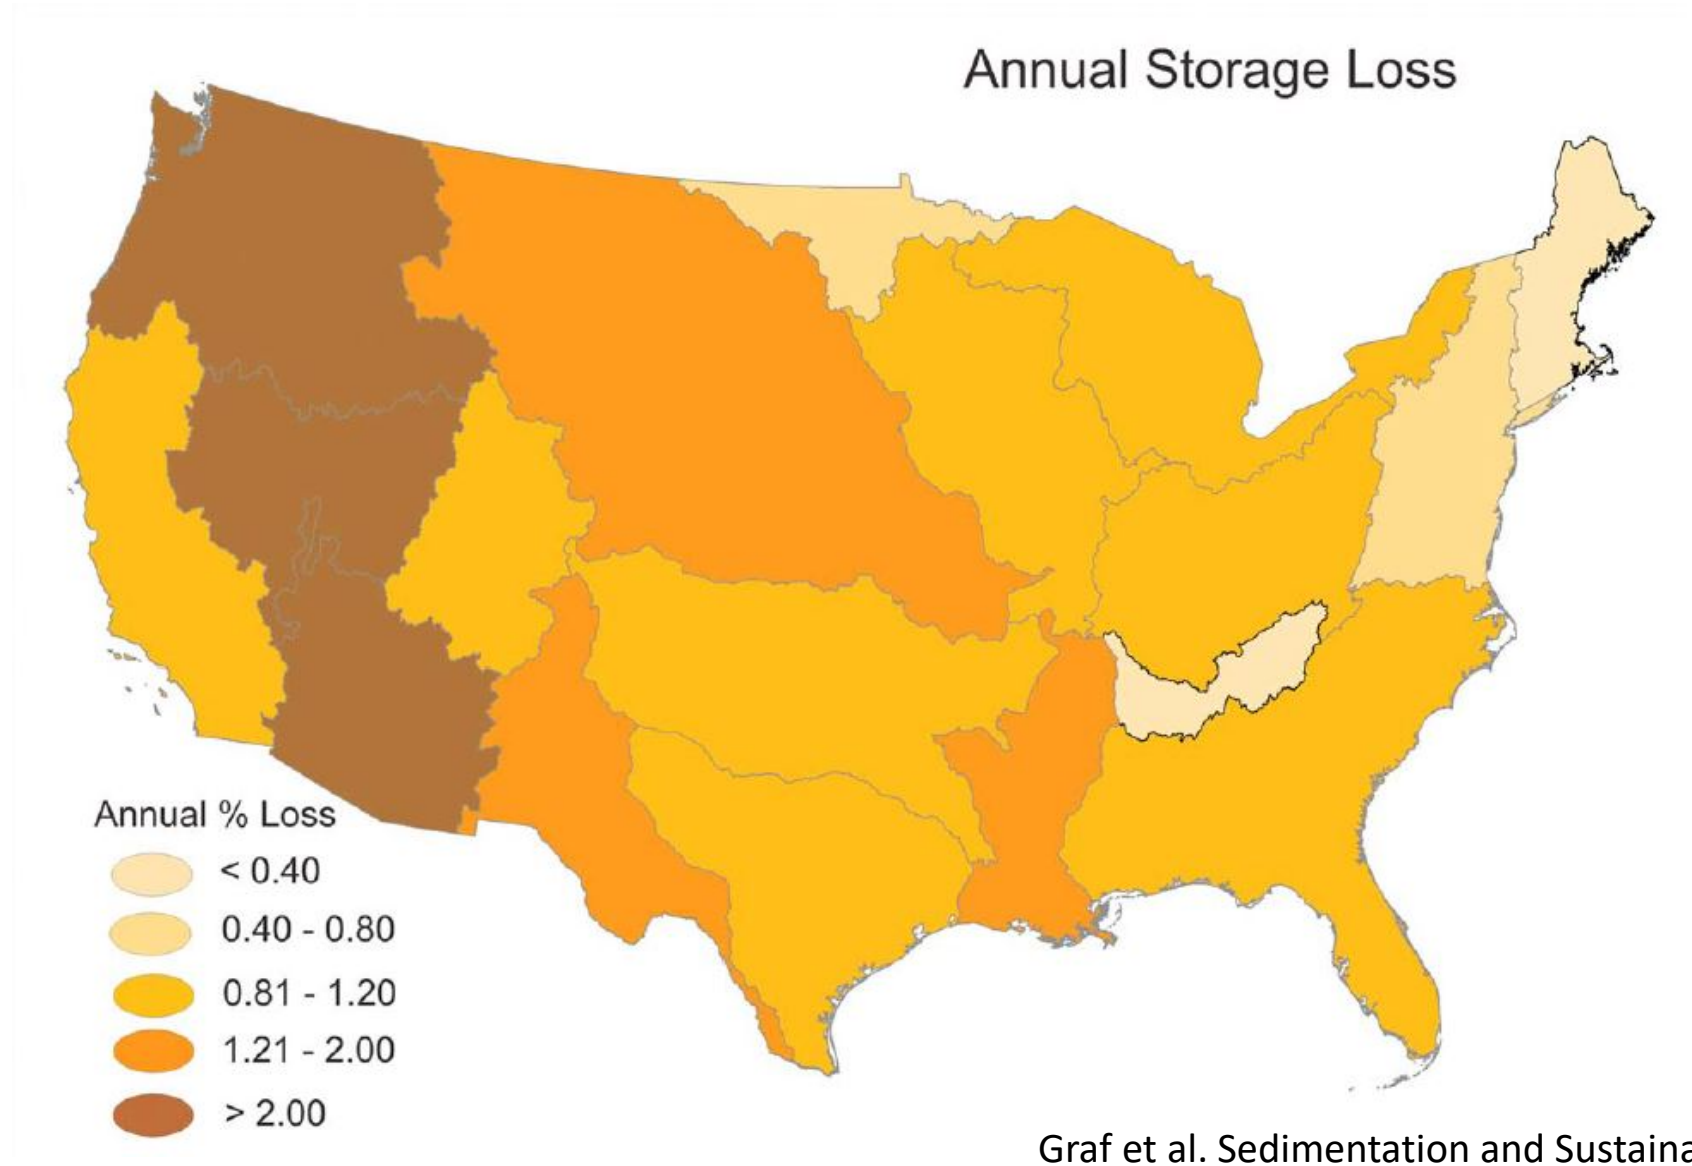 Annual Storage Loss
Annual % Loss
< 0.40
0.40 - 0.80
0.81 - 1.20
1.21 - 2.00
> 2.00
Graf et al. Sedimentation and Sustaina